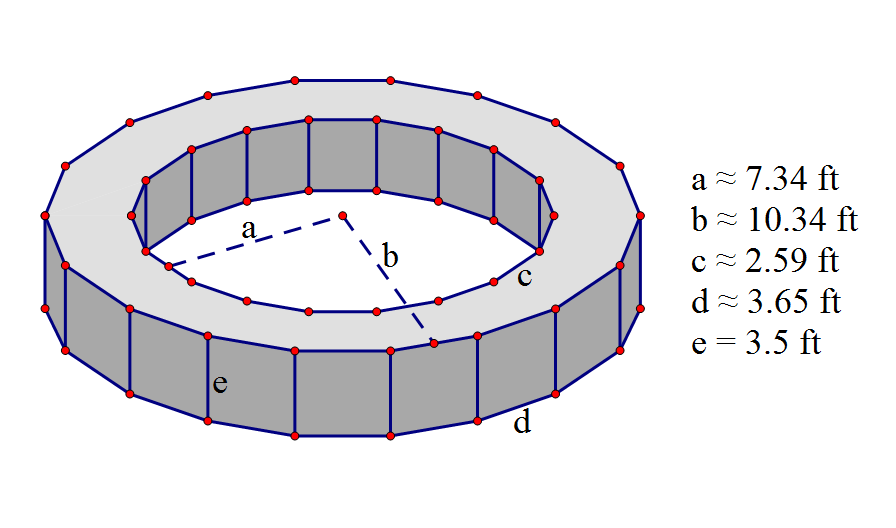 a
b
c
e
d
a ≈ 7.34 ft
b ≈ 10.34 ft
c ≈ 2.59 ft
d ≈ 3.65 ft
e = 3.5 ft